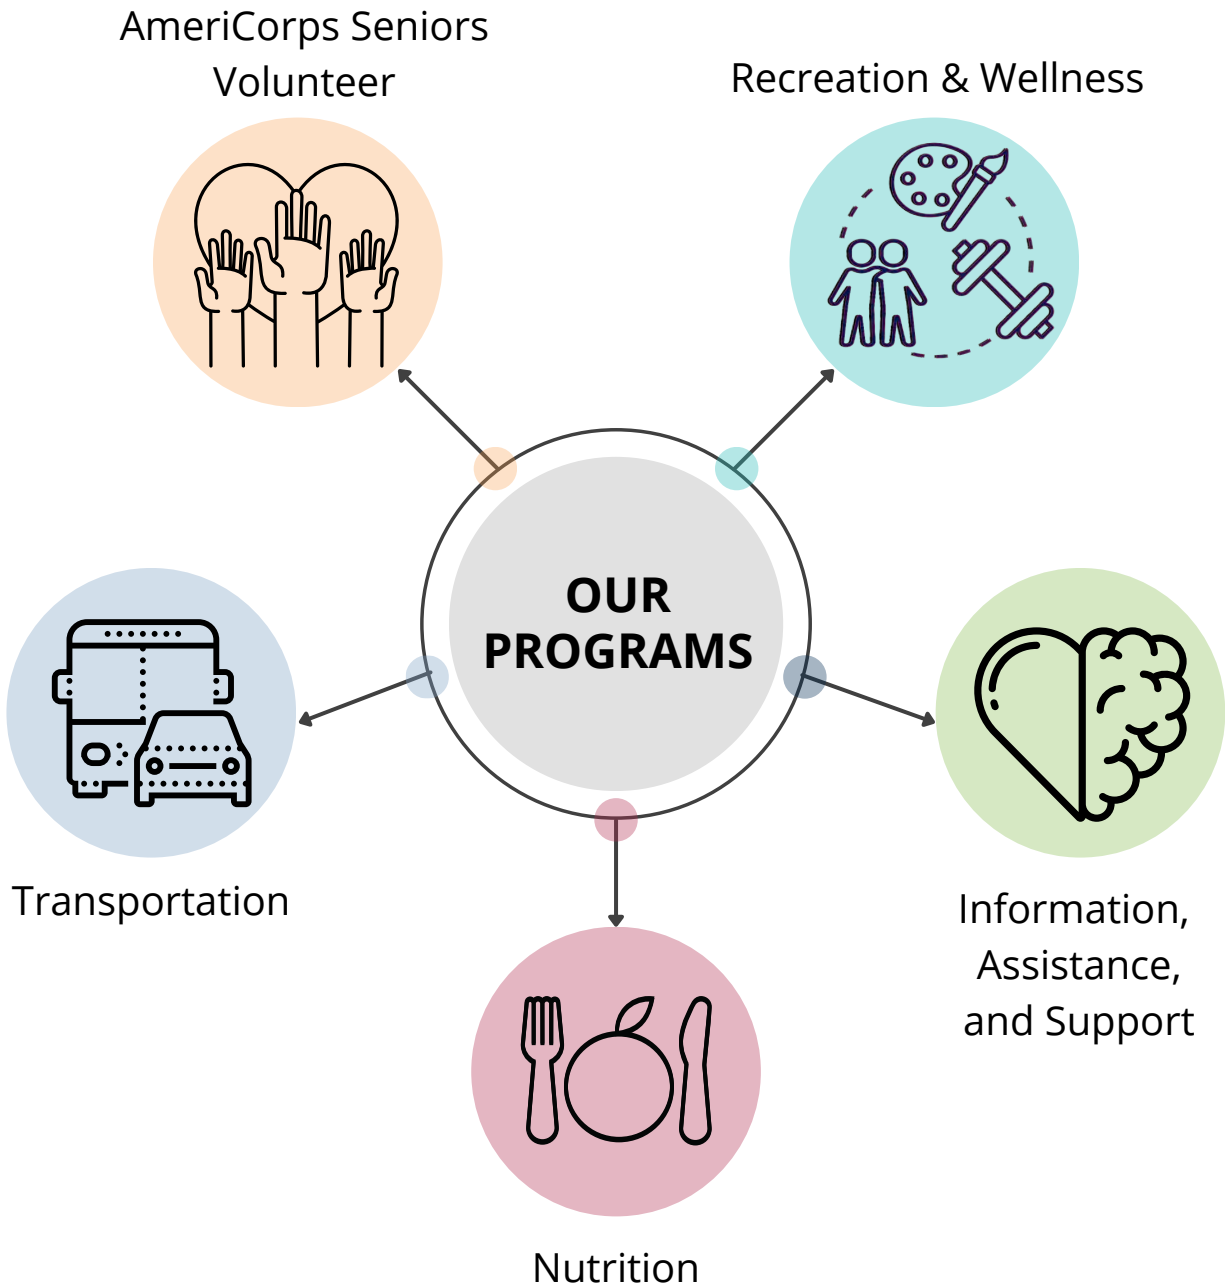 AmeriCorps Seniors
Volunteer
Recreation & Wellness
OUR
PROGRAMS
Transportation
Information,
Assistance,
and Support
Nutrition